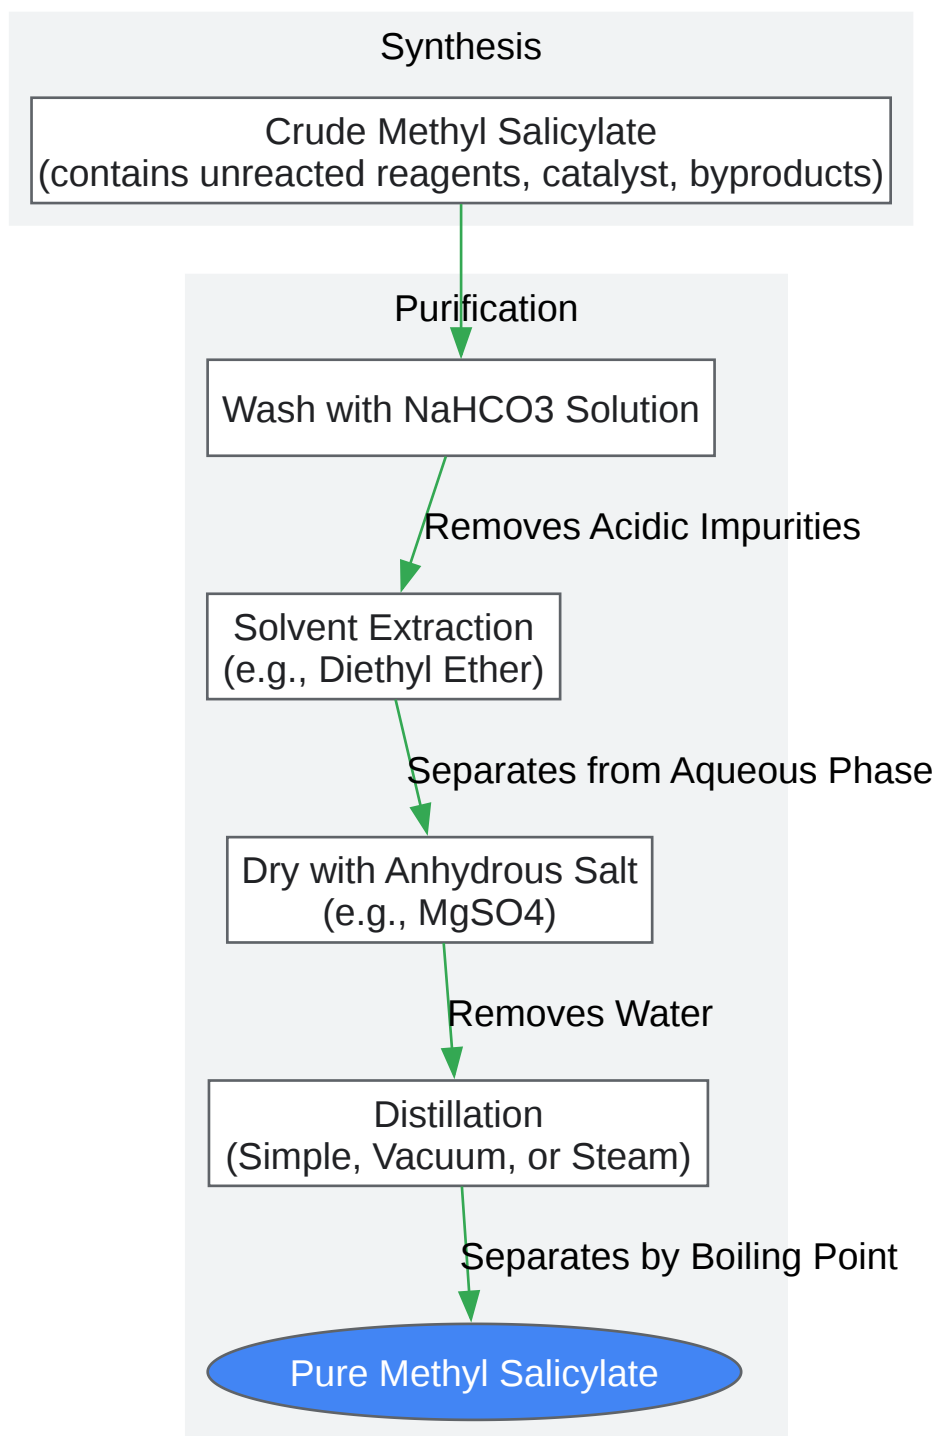 Synthesis
Crude Methyl Salicylate
(contains unreacted reagents, catalyst, byproducts)
Purification
Wash with NaHCO3 Solution
Removes Acidic Impurities
Solvent Extraction
(e.g., Diethyl Ether)
Separates from Aqueous Phase
Dry with Anhydrous Salt
(e.g., MgSO4)
Removes Water
Distillation
(Simple, Vacuum, or Steam)
Separates by Boiling Point
Pure Methyl Salicylate